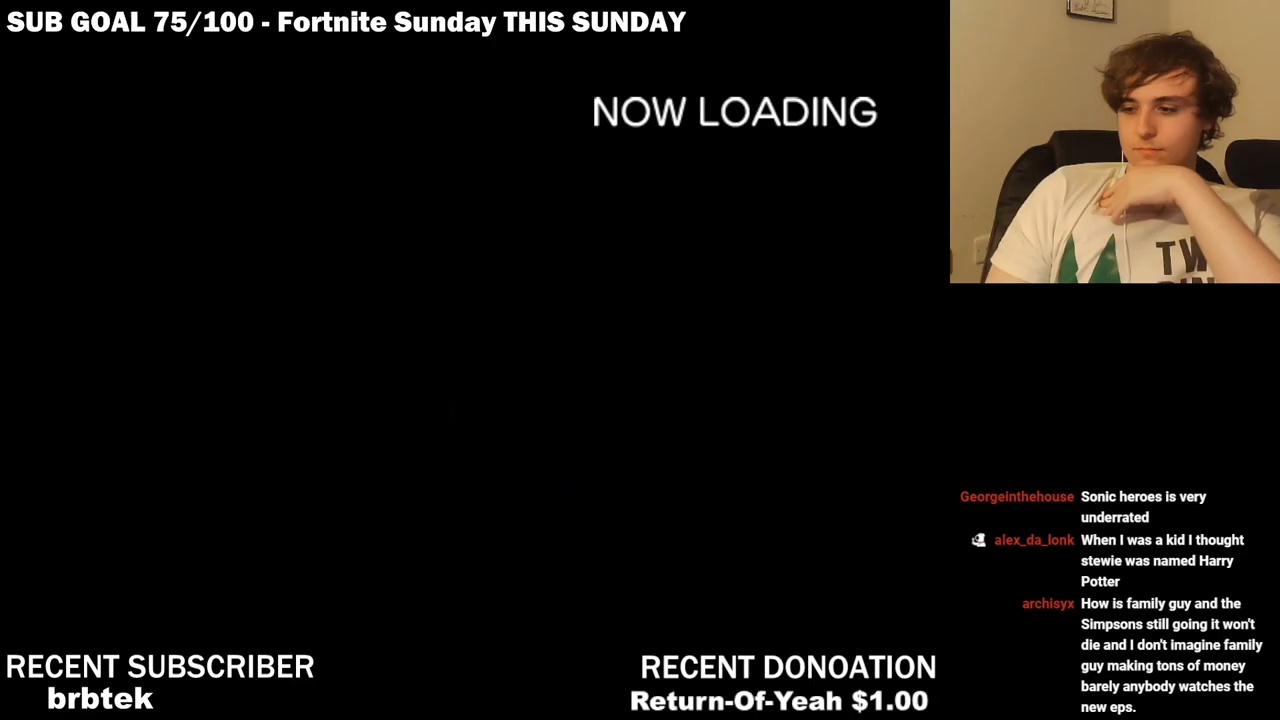 SUB GOAL 75/100 - Fortnite Sunday THIS SUNDAY
NOW LOADING
TW
Georgeinthehouse Sonic heroes is very
underrated
alex_da_lonk When I was a kid I thought
stewie was named Harry
Potter
archisyx How is family guy and the
Simpsons still going it won't
die and I don't imagine family
guy making tons of money
barely anybody watches the
new eps.
RECENT SUBSCRIBER
brbtek
RECENT DONOATION
Return-Of-Yeah $1.00